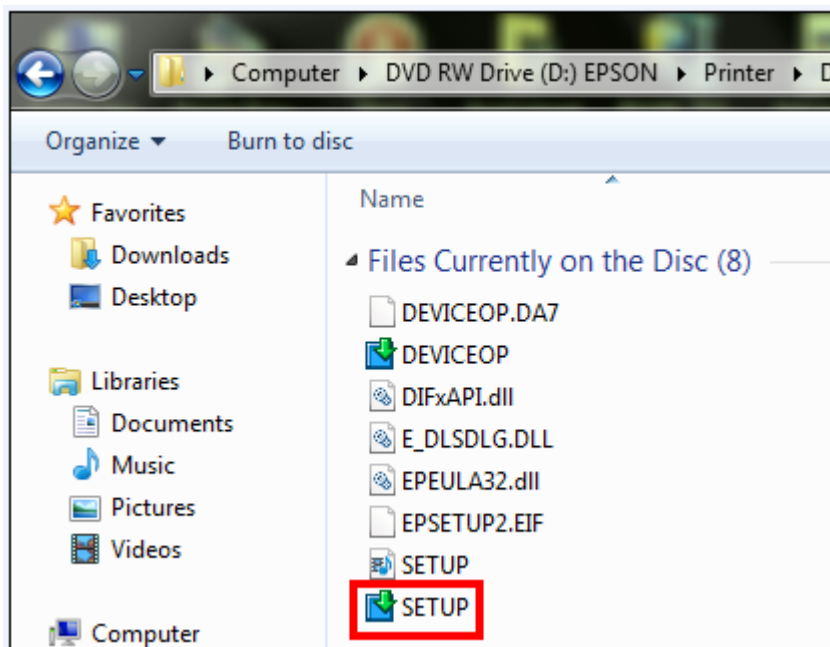 Computer DVD RW Drive (D:) EPSON Printer D
Organize Burn to disc
Favorites
Downloads
Desktop
Libraries
Documents
Music
Pictures
Videos
Computer
Name
Files Currently on the Disc (8)
DEVICEOP.DA7
DEVICEOP
DIFxAPI.dll
E_DLSDLG.DLL
EPEULA32.dll
EPSETUP2.EIF
SETUP
SETUP